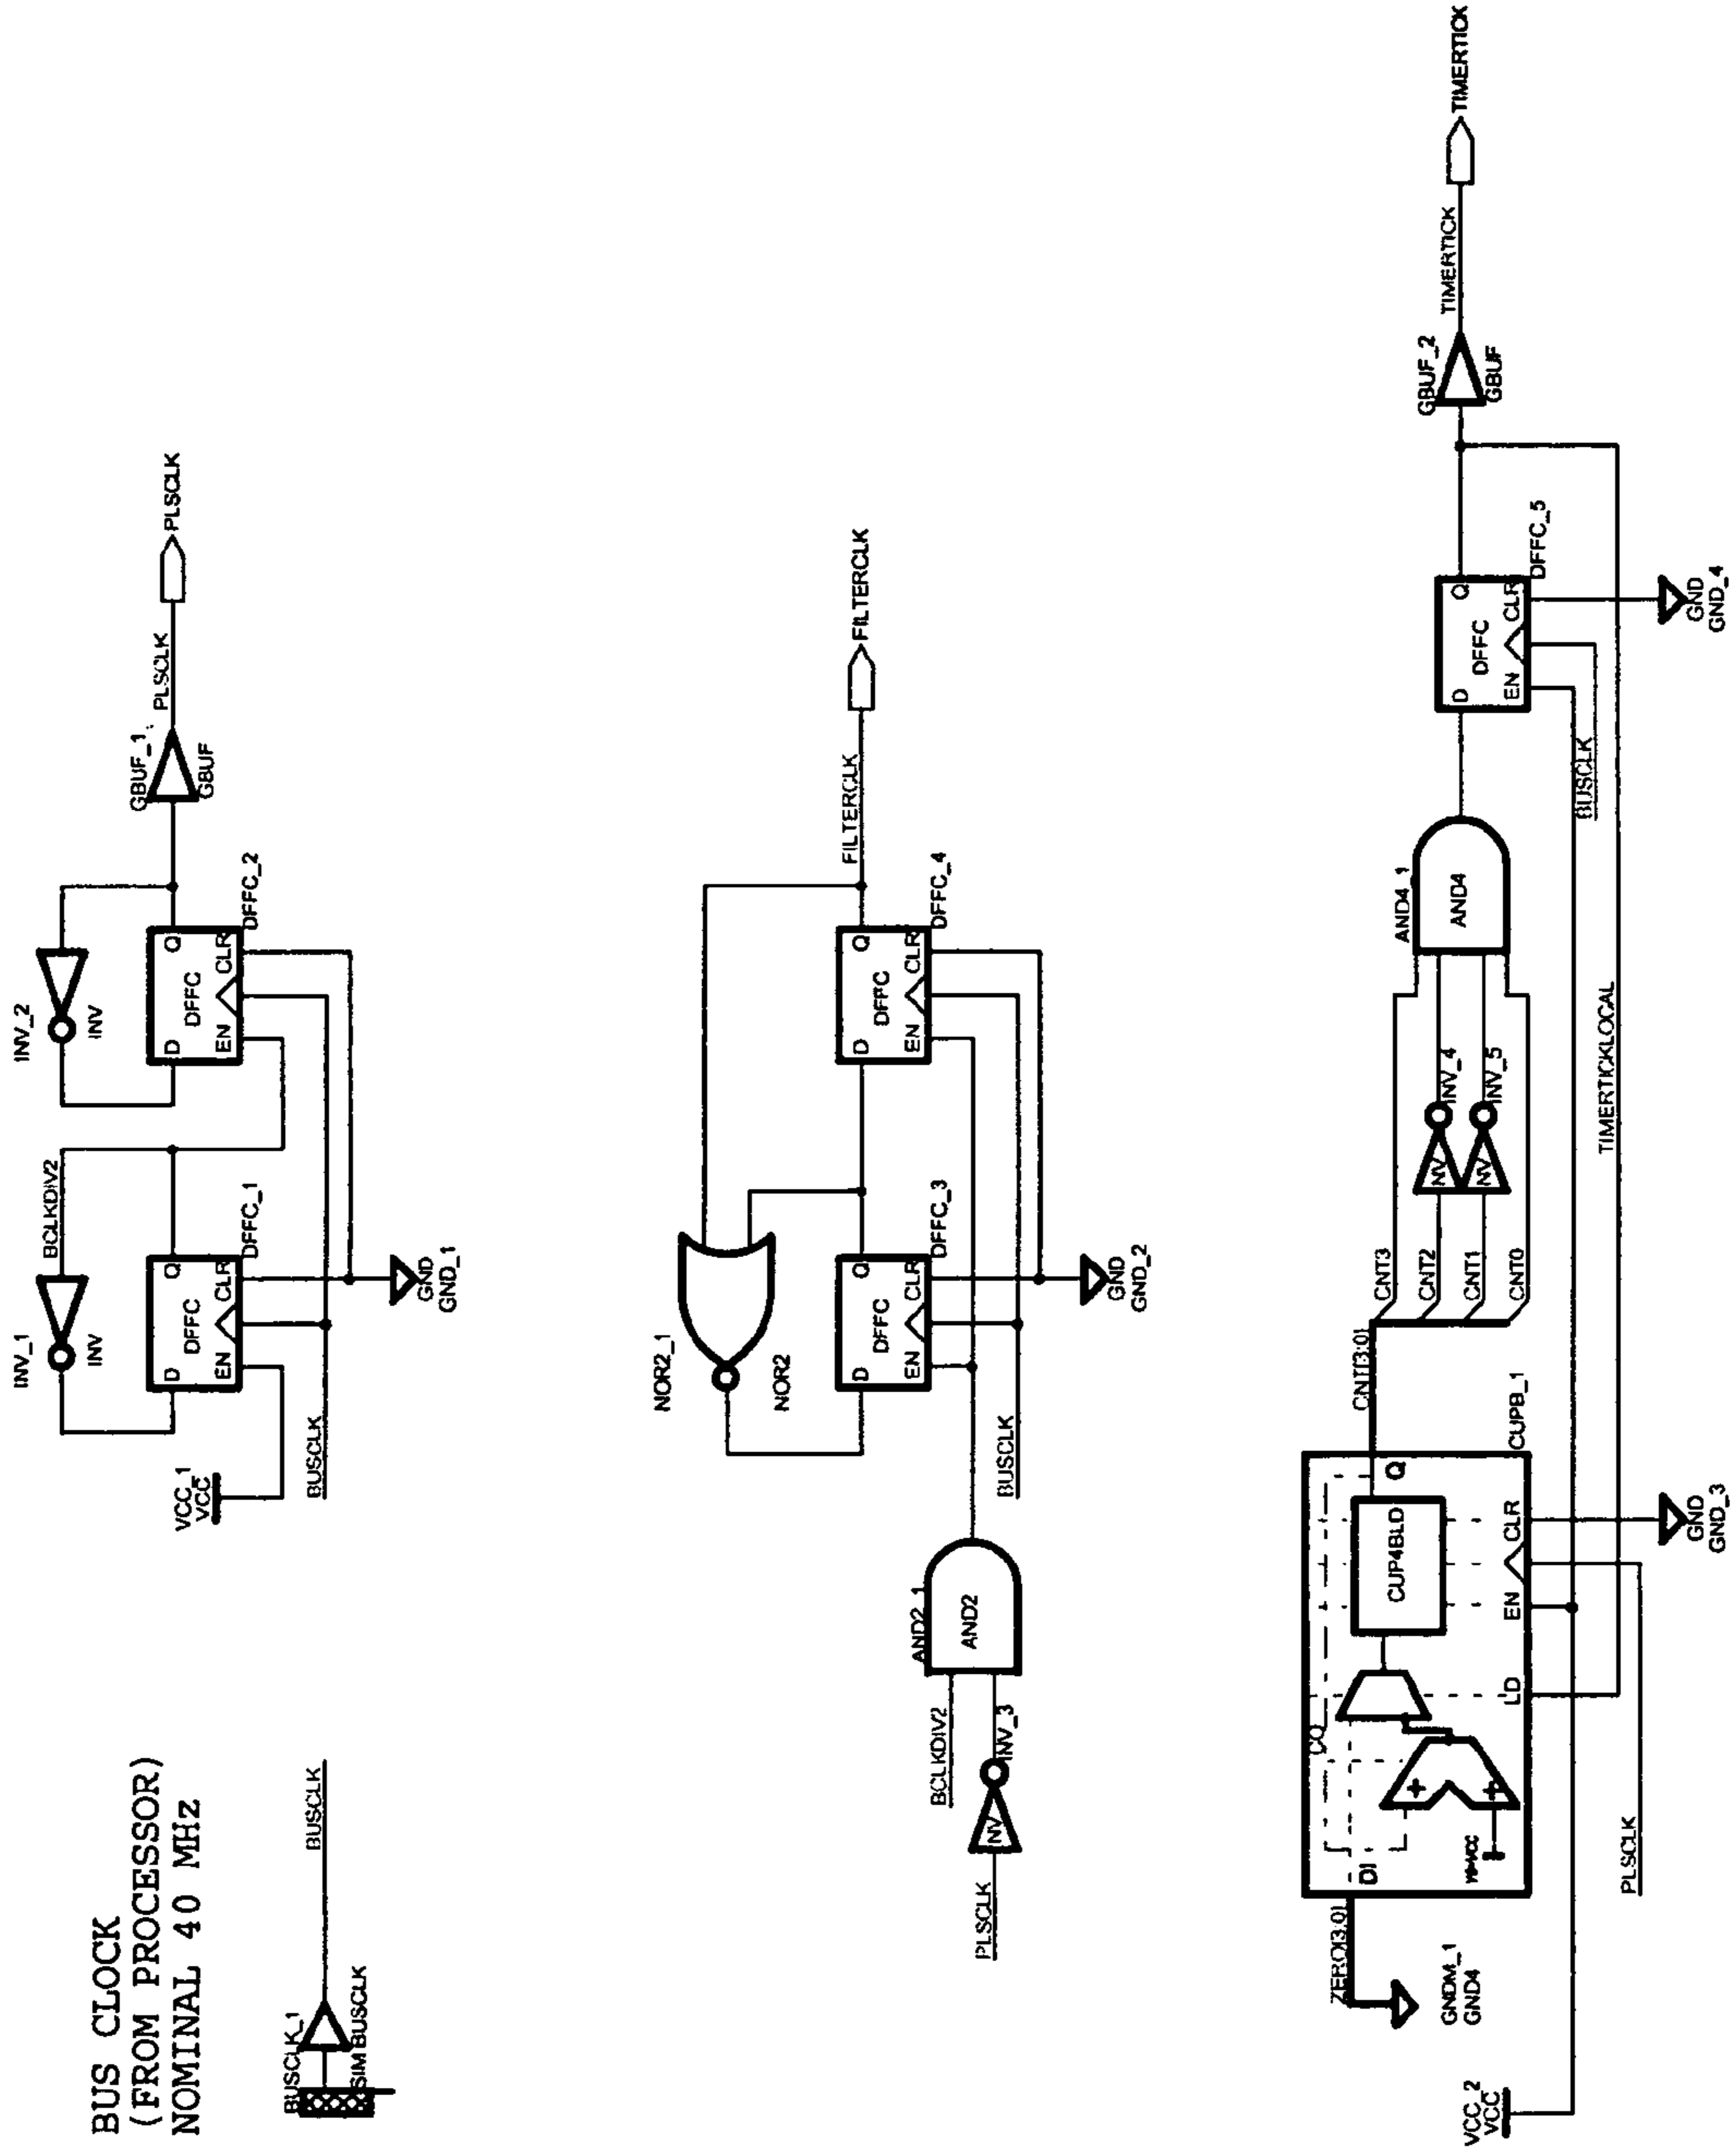 BUS CLOCK
(FROM PROCESSOR)
NOMINAL 40 MHz
BUSCLK_1
SIM BUSCLK
BUSCLK
INV_1
INV
BCLKDIV2
INV_2
INV
VCC_1
VCC
D
Q
DFFC
EN
CLR
DFFC_1
D
Q
DFFC
EN
CLR
DFFC_2
BUSCLK
GND
GND_1
GBUF_1
GBUF
PLSCLK
PLSCLK
NOR2_1
NOR2
BCLKDIV2
PLSCLK
INV
INV_3
AND2_1
AND2
BUSCLK
D
Q
DFFC
EN
CLR
DFFC_3
D
Q
DFFC
EN
CLR
DFFC_4
GND
GND_2
FILTERCLK
FILTERCLK
VCC_2
VCC
ZERO[3:0]
GNDM_1
GND4
DI
CO
+
+
CUP4BLD
Q
LD
EN
CLR
CUPB_1
PLSCLK
GND
GND_3
CNT[3:0]
CNT3
CNT2
CNT1
CNT0
INV
INV_4
INV
INV_5
AND4_1
AND4
TIMERTICKLOCAL
BUSCLK
D
Q
DFFC
EN
CLR
DFFC_5
GND
GND_4
GBUF_2
GBUF
TIMERTICK
TIMERTICK